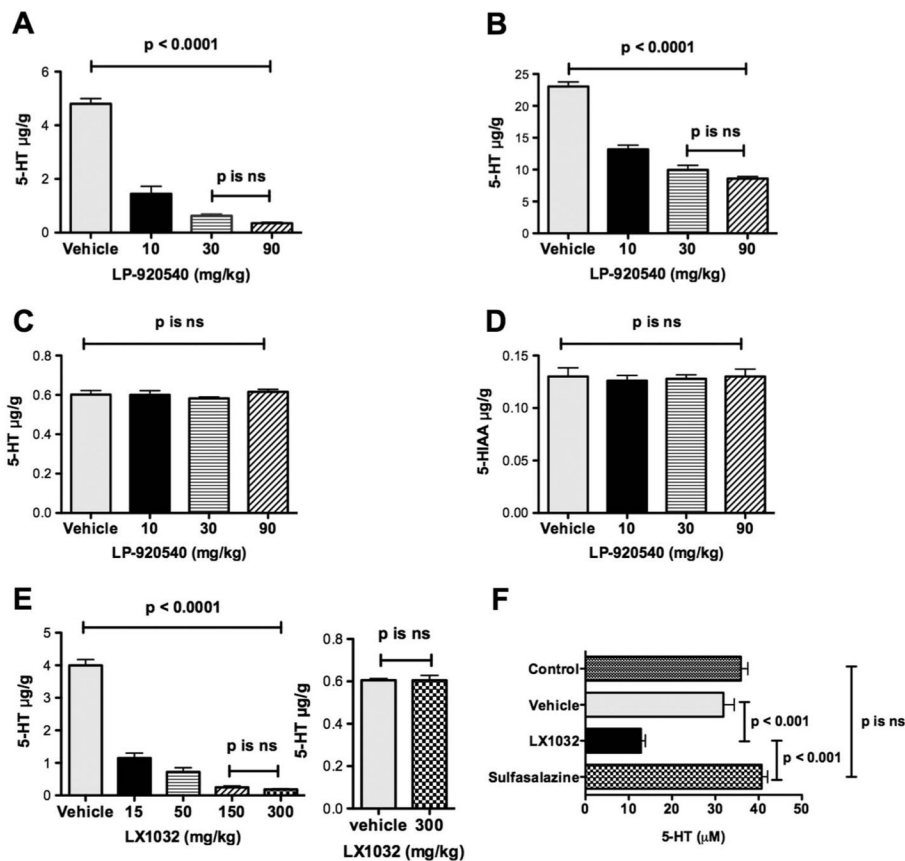 A
p < 0.0001
6
4
2
0
5-HT µg/g
p is ns
Vehicle 10 30 90
LP-920540 (mg/kg)
B
p < 0.0001
25
20
15
10
5
0
5-HT µg/g
p is ns
Vehicle 10 30 90
LP-920540 (mg/kg)
C
p is ns
0.8
0.6
0.4
0.2
0.0
5-HT µg/g
Vehicle 10 30 90
LP-920540 (mg/kg)
D
p is ns
0.15
0.10
0.05
0.00
5-HIAA µg/g
Vehicle 10 30 90
LP-920540 (mg/kg)
E
p < 0.0001
5
4
3
2
1
0
5-HT µg/g
p is ns
Vehicle 15 50 150 300
LX1032 (mg/kg)
p is ns
0.8
0.6
0.4
0.2
0.0
5-HT µg/g
vehicle 300
LX1032 (mg/kg)
F
Control
Vehicle
LX1032
Sulfasalazine
p < 0.001
p < 0.001
p is ns
0 10 20 30 40 50
5-HT (µM)